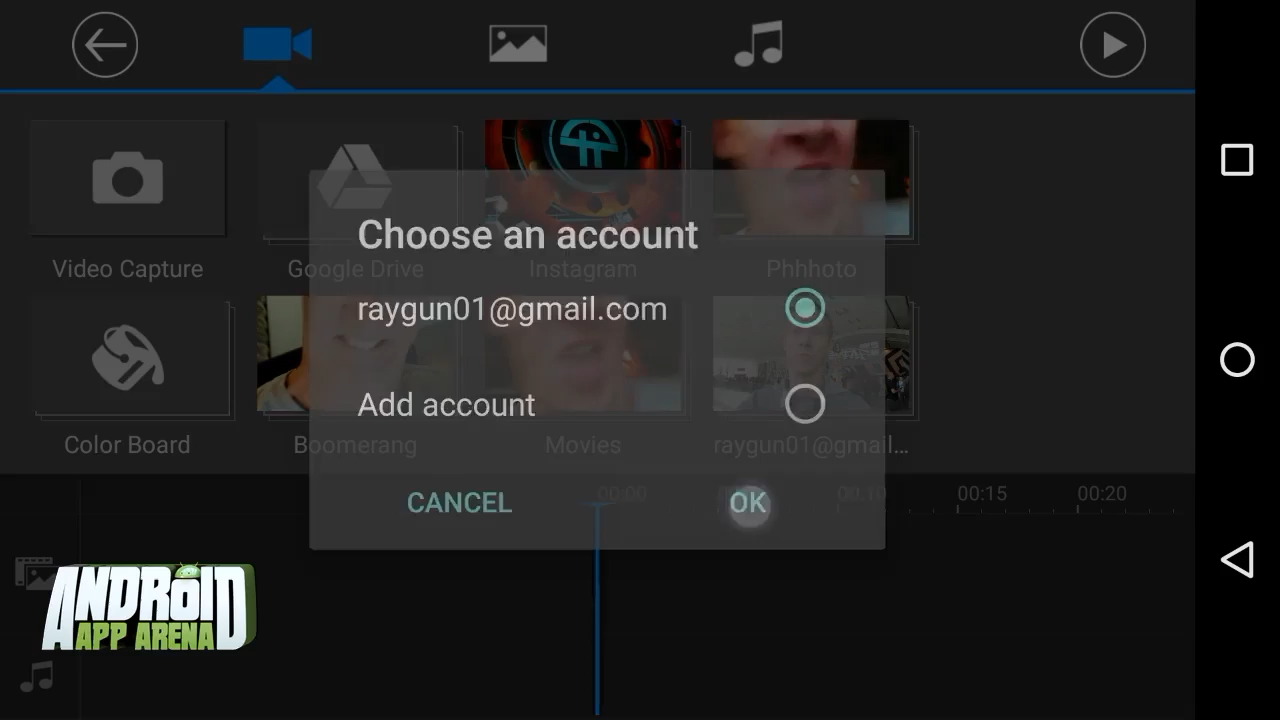 Video Capture
Google Drive
Instagram
Phhhoto
Choose an account
raygun01@gmail.com
Add account
Color Board
Boomerang
Movies
raygun01@gmail...
CANCEL
OK
00:00
00:10
00:15
00:20
ANDROID
APP ARENA